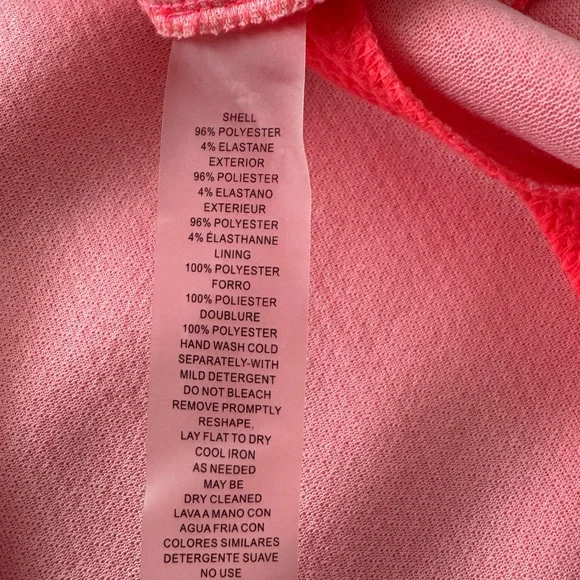 SHELL
96% POLYESTER
4% ELASTANE
EXTERIOR
96% POLIESTER
4% ELASTANO
EXTERIEUR
96% POLYESTER
4% ÉLASTHANNE
LINING
100% POLYESTER
FORRO
100% POLIESTER
DOUBLURE
100% POLYESTER
HAND WASH COLD
SEPARATELY-WITH
MILD DETERGENT
DO NOT BLEACH
REMOVE PROMPTLY
RESHAPE,
LAY FLAT TO DRY
COOL IRON
AS NEEDED
MAY BE
DRY CLEANED
LAVA A MANO CON
AGUA FRIA CON
COLORES SIMILARES
DETERGENTE SUAVE
NO USE